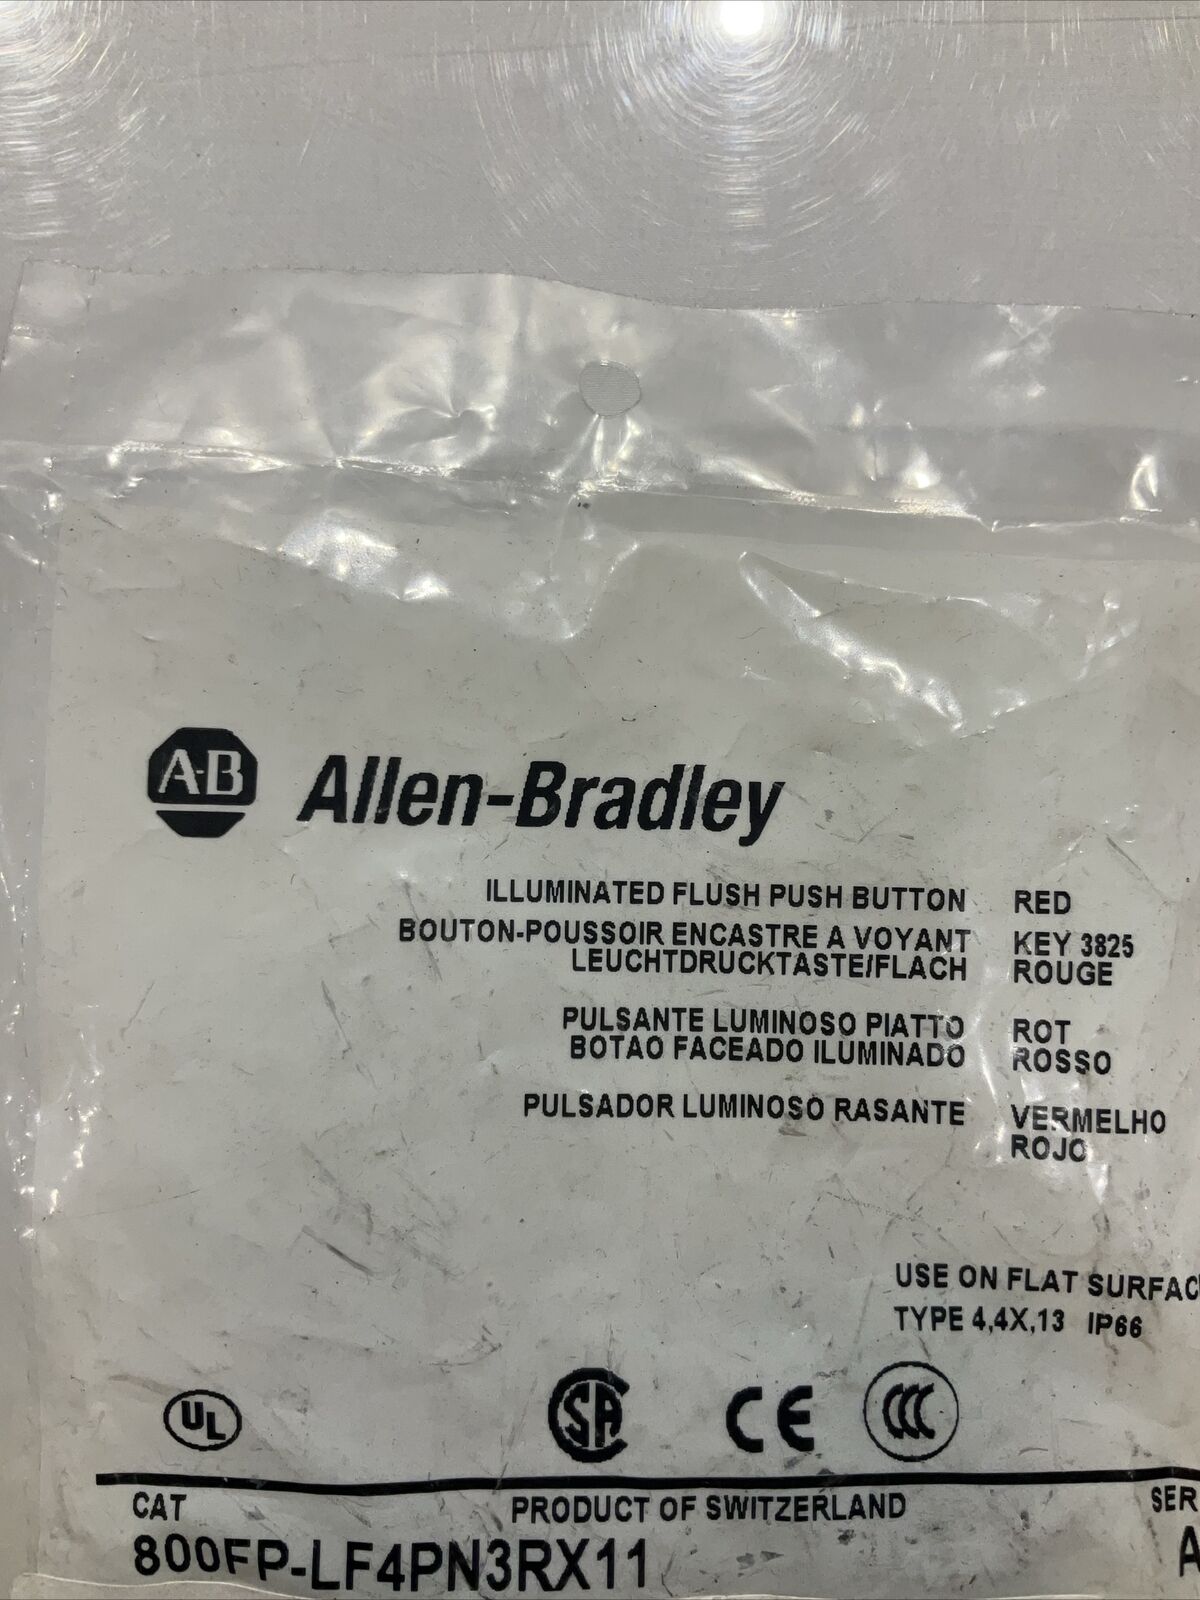 A-B Allen-Bradley
ILLUMINATED FLUSH PUSH BUTTON RED
BOUTON-POUSSOIR ENCASTRE A VOYANT KEY 3825
LEUCHTDRUCKTASTE/FLACH ROUGE
PULSANTE LUMINOSO PIATTO ROT
BOTAO FACEADO ILUMINADO ROSSO
PULSADOR LUMINOSO RASANTE VERMELHO
ROJO
USE ON FLAT SURFAC
TYPE 4,4X,13 IP66
UL SA CE CCC
CAT PRODUCT OF SWITZERLAND SER
800FP-LF4PN3RX11 A